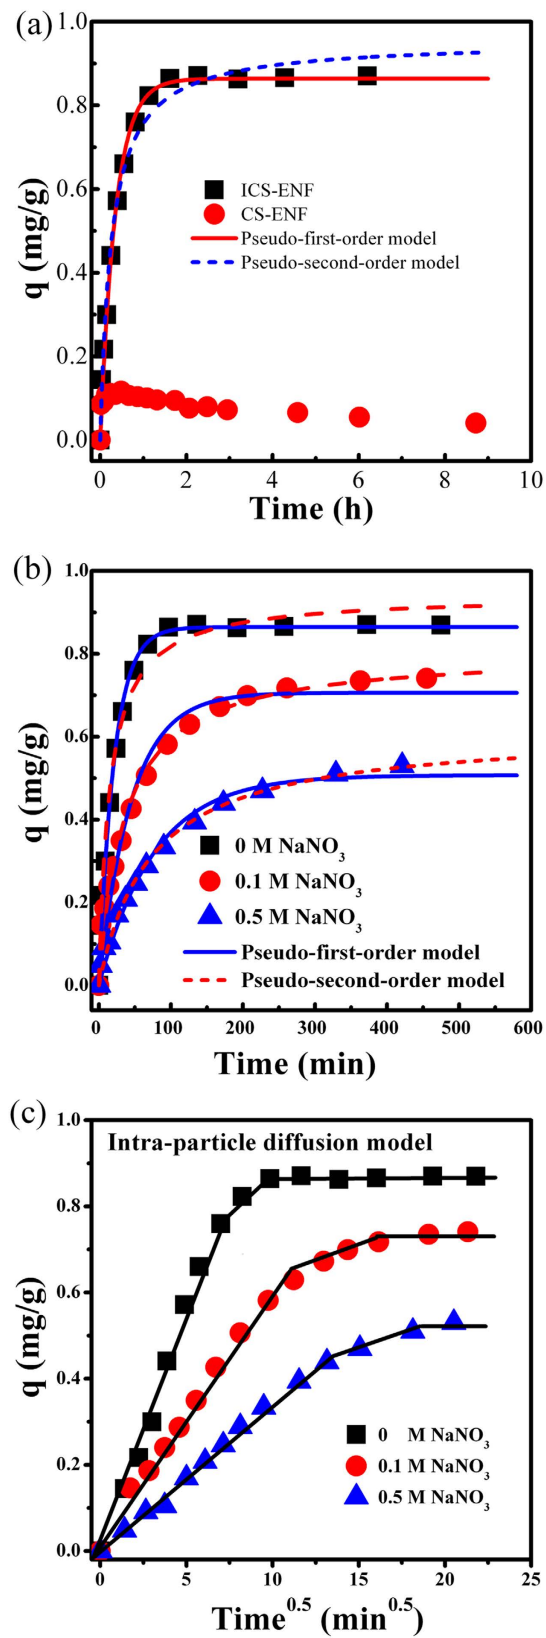 (a)
1.0
0.8
0.6
0.4
0.2
0.0
q (mg/g)
ICS-ENF
CS-ENF
Pseudo-first-order model
Pseudo-second-order model
0 2 4 6 8 10
Time (h)
(b)
1.0
0.8
0.6
0.4
0.2
0.0
q (mg/g)
0 M NaNO3
0.1 M NaNO3
0.5 M NaNO3
Pseudo-first-order model
Pseudo-second-order model
0 100 200 300 400 500 600
Time (min)
(c)
1.0
0.8
0.6
0.4
0.2
0.0
q (mg/g)
Intra-particle diffusion model
0 M NaNO3
0.1 M NaNO3
0.5 M NaNO3
0 5 10 15 20 25
Time^0.5 (min^0.5)